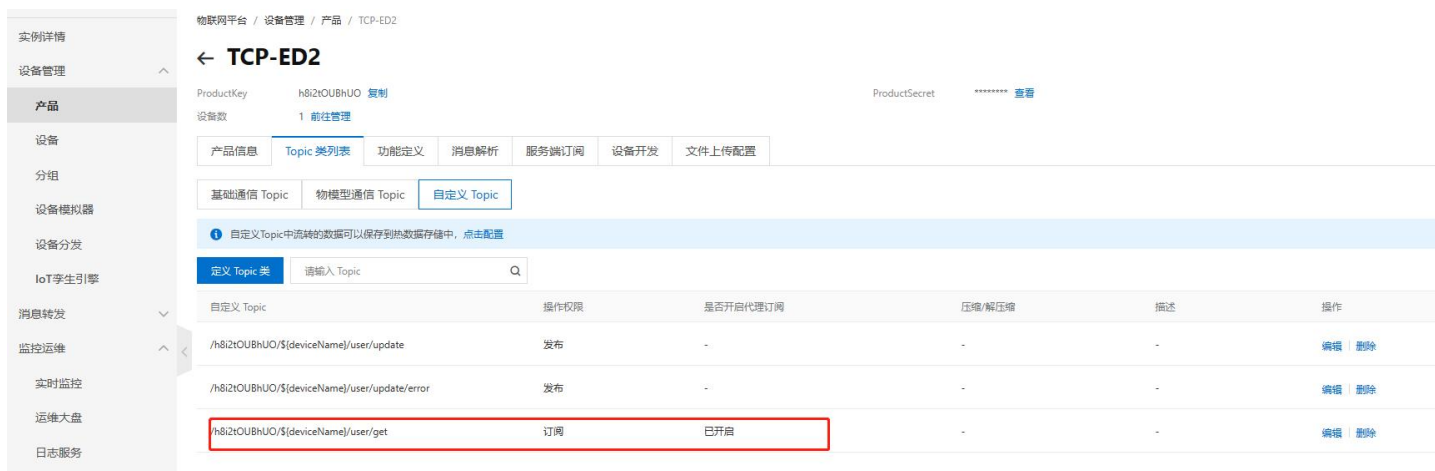 物联网平台 / 设备管理 / 产品 / TCP-ED2
实例详情
设备管理
产品
设备
分组
设备模拟器
设备分发
IoT孪生引擎
消息转发
监控运维
实时监控
运维大盘
日志服务
← TCP-ED2
ProductKey h8i2tOUBhUO 复制 ProductSecret ******** 查看
设备数 1 前往管理
产品信息 Topic 类列表 功能定义 消息解析 服务端订阅 设备开发 文件上传配置
基础通信 Topic 物模型通信 Topic 自定义 Topic
自定义Topic中流转的数据可以保存到热数据存储中，点击配置
定义 Topic 类 请输入 Topic
自定义 Topic 操作权限 是否开启代理订阅 压缩/解压缩 描述 操作
/h8i2tOUBhUO/${deviceName}/user/update 发布 - - - 编辑 删除
/h8i2tOUBhUO/${deviceName}/user/update/error 发布 - - - 编辑 删除
/h8i2tOUBhUO/${deviceName}/user/get 订阅 已开启 - - 编辑 删除